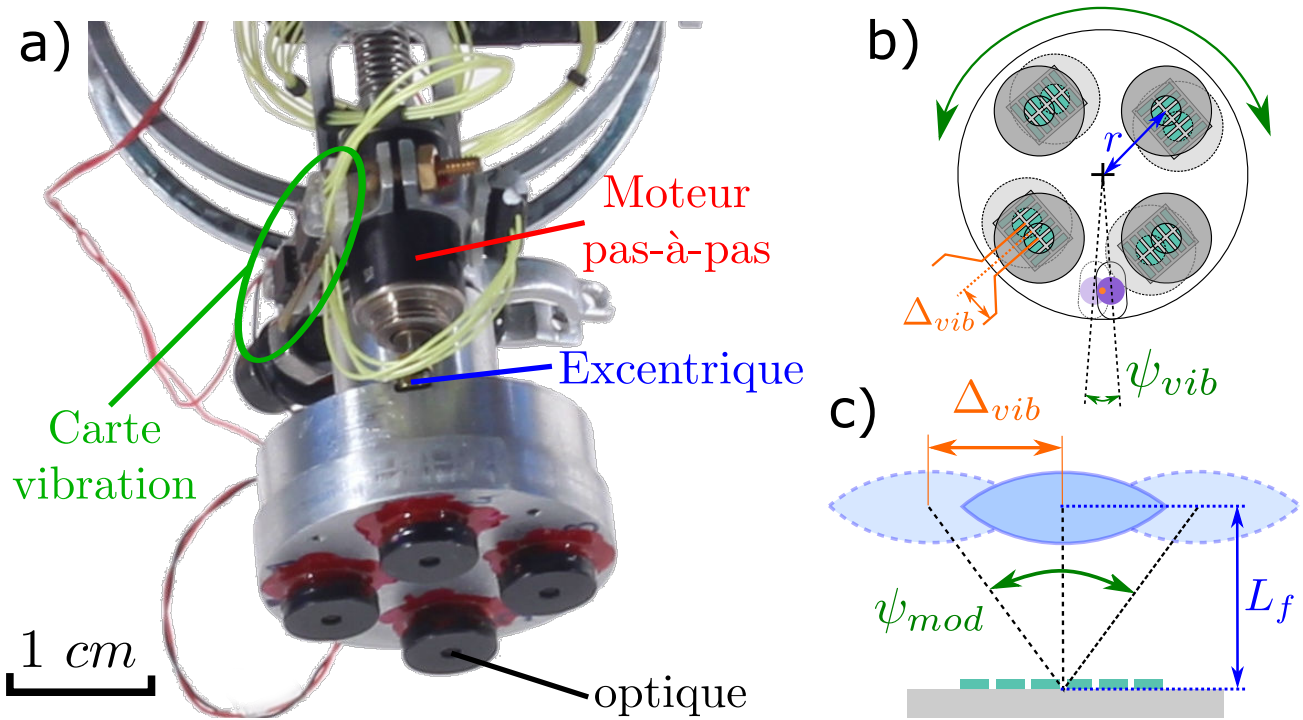 a)
Moteur
pas-à-pas
Excentrique
Carte
vibration
1 cm
optique
b)
r
Δvib
ψvib
c)
Δvib
ψmod
Lf